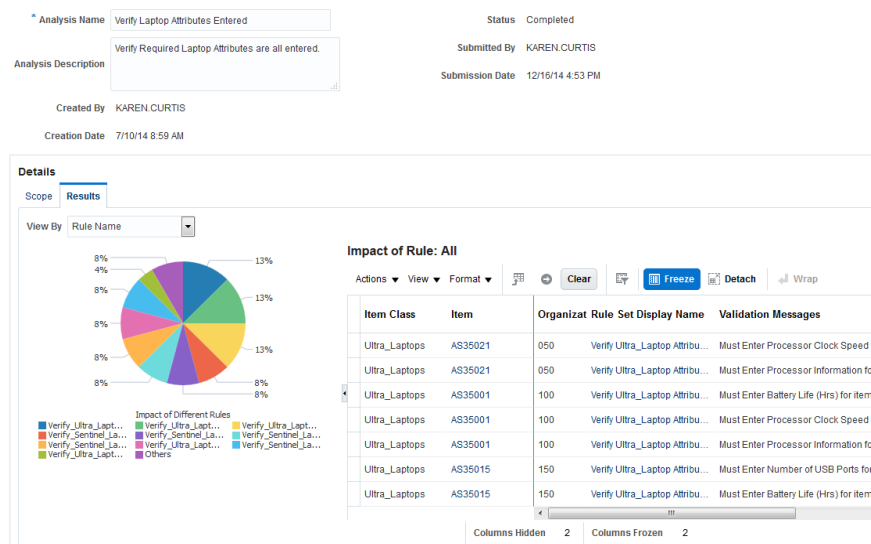 * Analysis Name Verify Laptop Attributes Entered
Status Completed
Analysis Description Verify Required Laptop Attributes are all entered.
Submitted By KAREN.CURTIS
Submission Date 12/16/14 4:53 PM
Created By KAREN.CURTIS
Creation Date 7/10/14 8:59 AM
Details
Scope Results
View By Rule Name
8%
4%
8%
8%
8%
8%
13%
13%
13%
8%
8%
Impact of Different Rules
Verify_Ultra_Lapt... Verify_Ultra_Lapt... Verify_Ultra_Lapt...
Verify_Sentinel_La... Verify_Sentinel_La... Verify_Sentinel_La...
Verify_Sentinel_La... Verify_Ultra_Lapt... Verify_Sentinel_La...
Verify_Ultra_Lapt... Others
Impact of Rule: All
Actions View Format Clear Freeze Detach Wrap
Item Class Item Organizat Rule Set Display Name Validation Messages
Ultra_Laptops AS35021 050 Verify Ultra_Laptop Attribu... Must Enter Processor Clock Speed
Ultra_Laptops AS35021 050 Verify Ultra_Laptop Attribu... Must Enter Processor Information fo
Ultra_Laptops AS35001 100 Verify Ultra_Laptop Attribu... Must Enter Battery Life (Hrs) for item
Ultra_Laptops AS35001 100 Verify Ultra_Laptop Attribu... Must Enter Processor Clock Speed
Ultra_Laptops AS35001 100 Verify Ultra_Laptop Attribu... Must Enter Processor Information fo
Ultra_Laptops AS35015 150 Verify Ultra_Laptop Attribu... Must Enter Number of USB Ports for
Ultra_Laptops AS35015 150 Verify Ultra_Laptop Attribu... Must Enter Battery Life (Hrs) for item
Columns Hidden 2 Columns Frozen 2